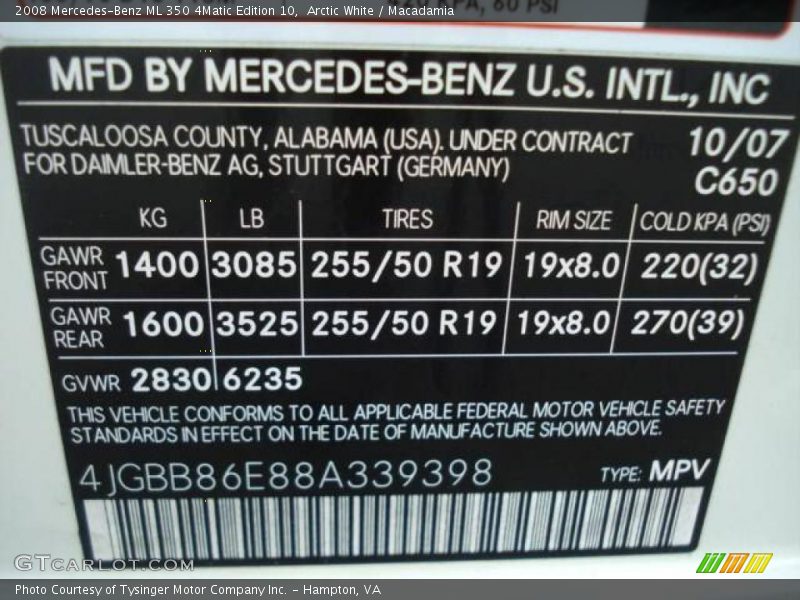 2008 Mercedes-Benz ML 350 4Matic Edition 10,  Arctic White / Macadamia
KPA, 60 PSI
MFD BY MERCEDES-BENZ U.S. INTL., INC
TUSCALOOSA COUNTY, ALABAMA (USA). UNDER CONTRACT 10/07
FOR DAIMLER-BENZ AG, STUTTGART (GERMANY) C650
KG LB TIRES RIM SIZE COLD KPA (PSI)
GAWR FRONT 1400 3085 255/50 R19 19x8.0 220(32)
GAWR REAR 1600 3525 255/50 R19 19x8.0 270(39)
GVWR 2830 6235
THIS VEHICLE CONFORMS TO ALL APPLICABLE FEDERAL MOTOR VEHICLE SAFETY
STANDARDS IN EFFECT ON THE DATE OF MANUFACTURE SHOWN ABOVE.
4JGBB86E88A339398 TYPE: MPV
GTCARLOT.COM
Photo Courtesy of Tysinger Motor Company Inc. - Hampton, VA